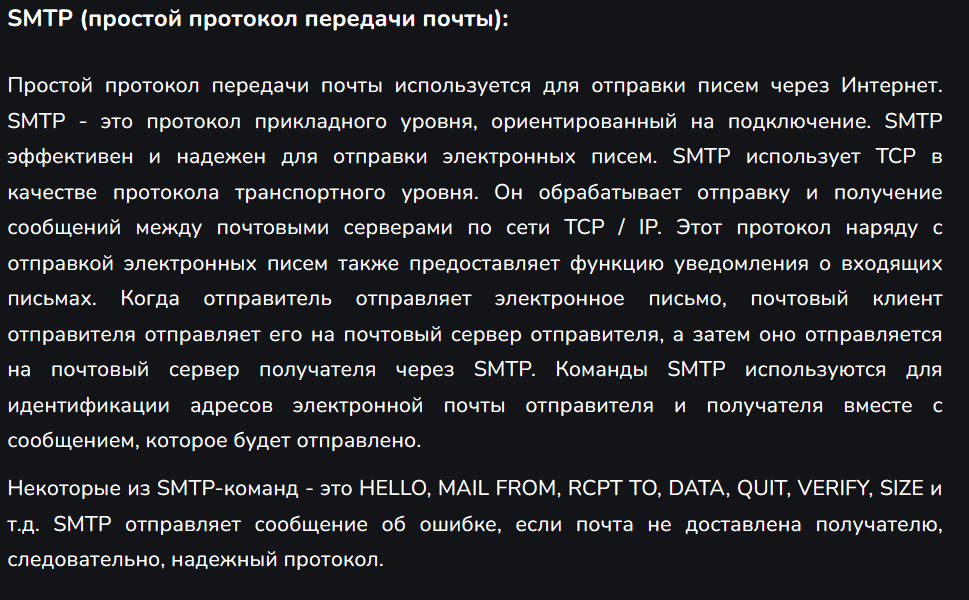 SMTP (простой протокол передачи почты):
Простой протокол передачи почты используется для отправки писем через Интернет.
SMTP - это протокол прикладного уровня, ориентированный на подключение. SMTP
эффективен и надежен для отправки электронных писем. SMTP использует TCP в
качестве протокола транспортного уровня. Он обрабатывает отправку и получение
сообщений между почтовыми серверами по сети TCP / IP. Этот протокол наряду с
отправкой электронных писем также предоставляет функцию уведомления о входящих
письмах. Когда отправитель отправляет электронное письмо, почтовый клиент
отправителя отправляет его на почтовый сервер отправителя, а затем оно отправляется
на почтовый сервер получателя через SMTP. Команды SMTP используются для
идентификации адресов электронной почты отправителя и получателя вместе с
сообщением, которое будет отправлено.
Некоторые из SMTP-команд - это HELLO, MAIL FROM, RCPT TO, DATA, QUIT, VERIFY, SIZE и
т.д. SMTP отправляет сообщение об ошибке, если почта не доставлена получателю,
следовательно, надежный протокол.